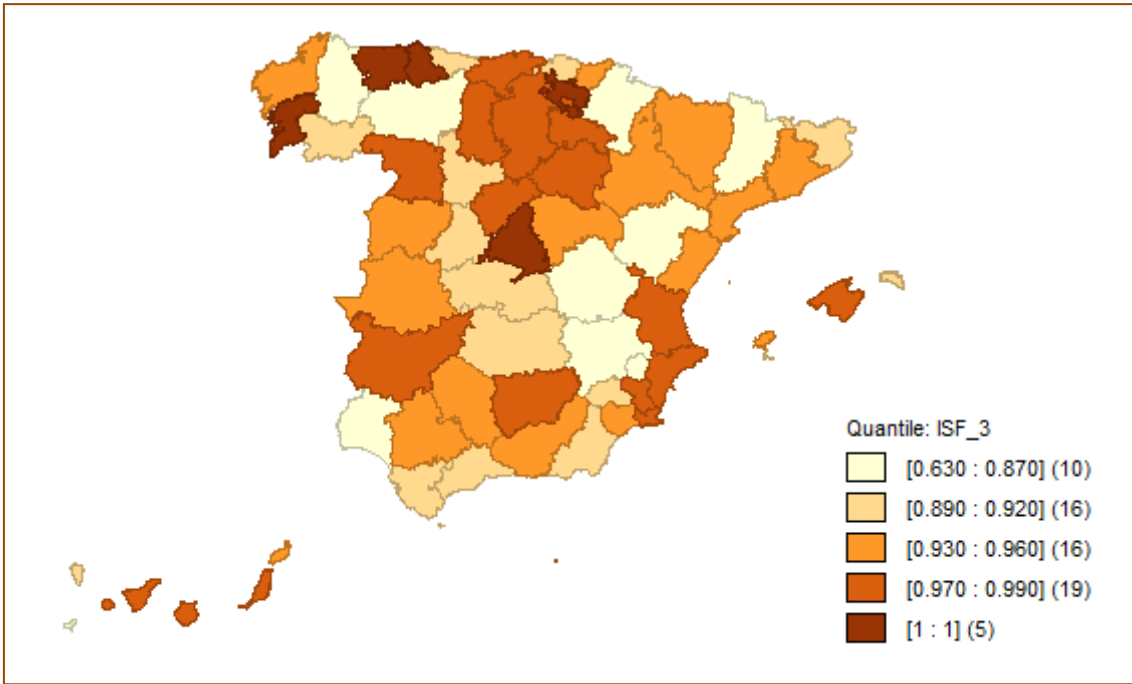 Quantile: ISF_3
[0.630 : 0.870] (10)
[0.890 : 0.920] (16)
[0.930 : 0.960] (16)
[0.970 : 0.990] (19)
[1 : 1] (5)